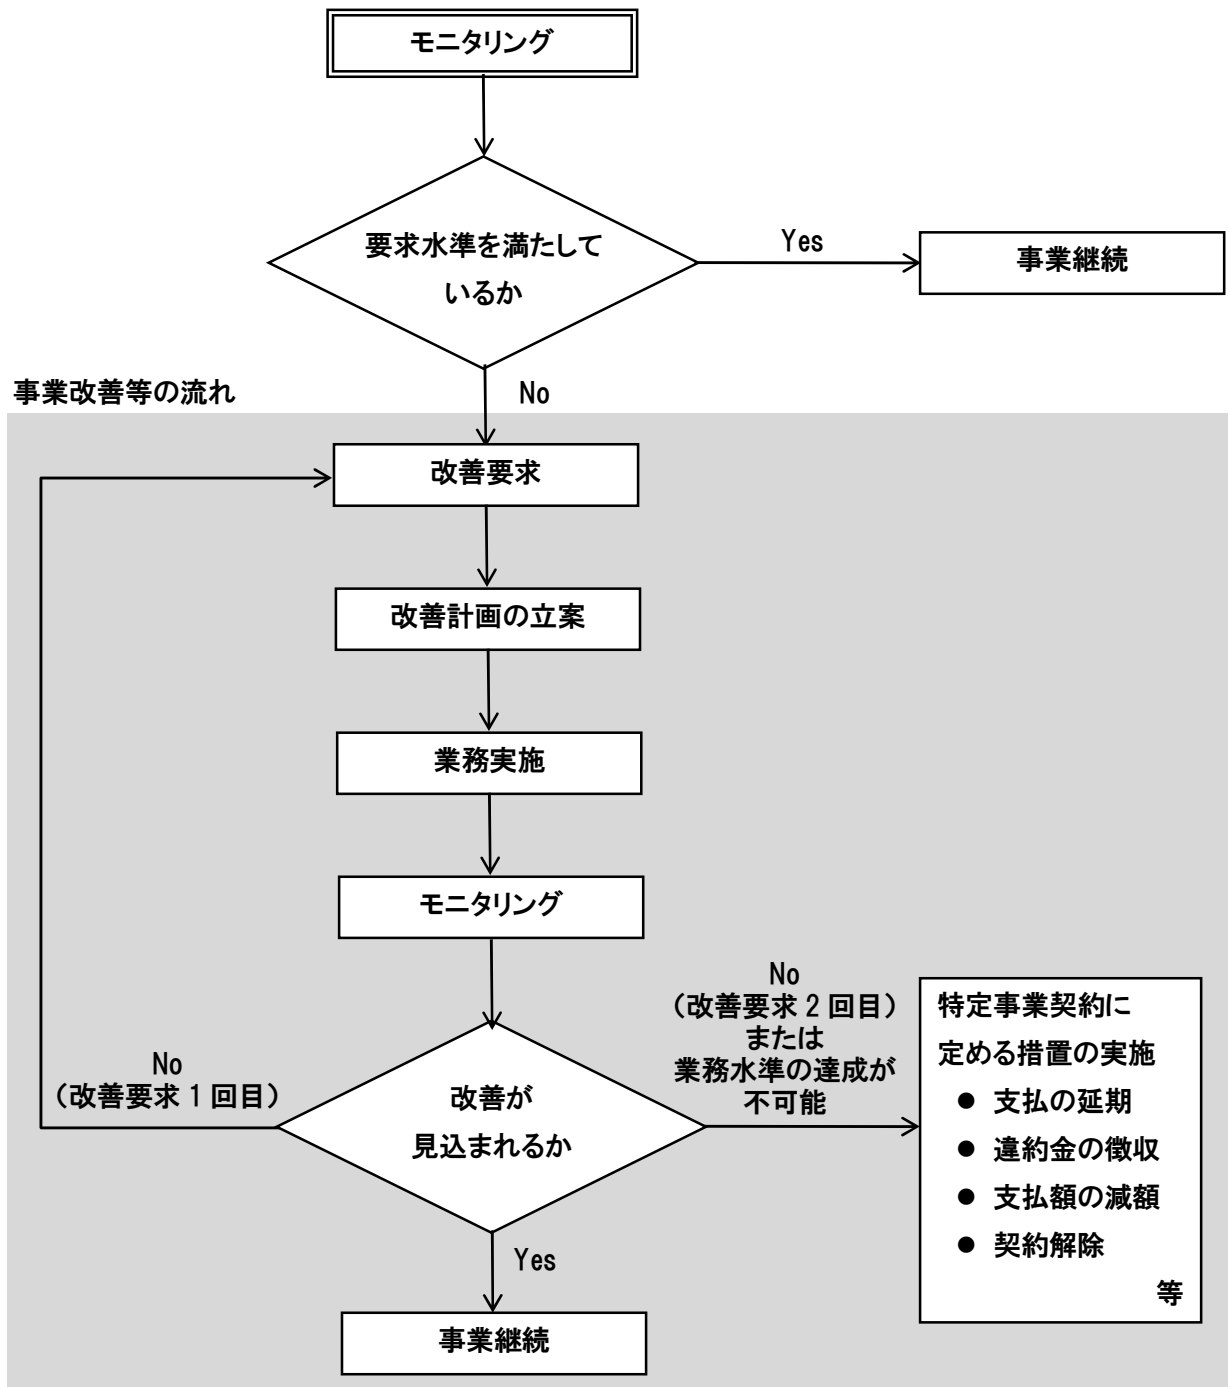 モニタリング
要求水準を満たして
いるか
Yes
事業継続
事業改善等の流れ
No
改善要求
改善計画の立案
業務実施
モニタリング
No
（改善要求 2 回目）
または
業務水準の達成が
不可能
No
（改善要求 1 回目）
改善が
見込まれるか
特定事業契約に
定める措置の実施
● 支払の延期
● 違約金の徴収
● 支払額の減額
● 契約解除
等
Yes
事業継続